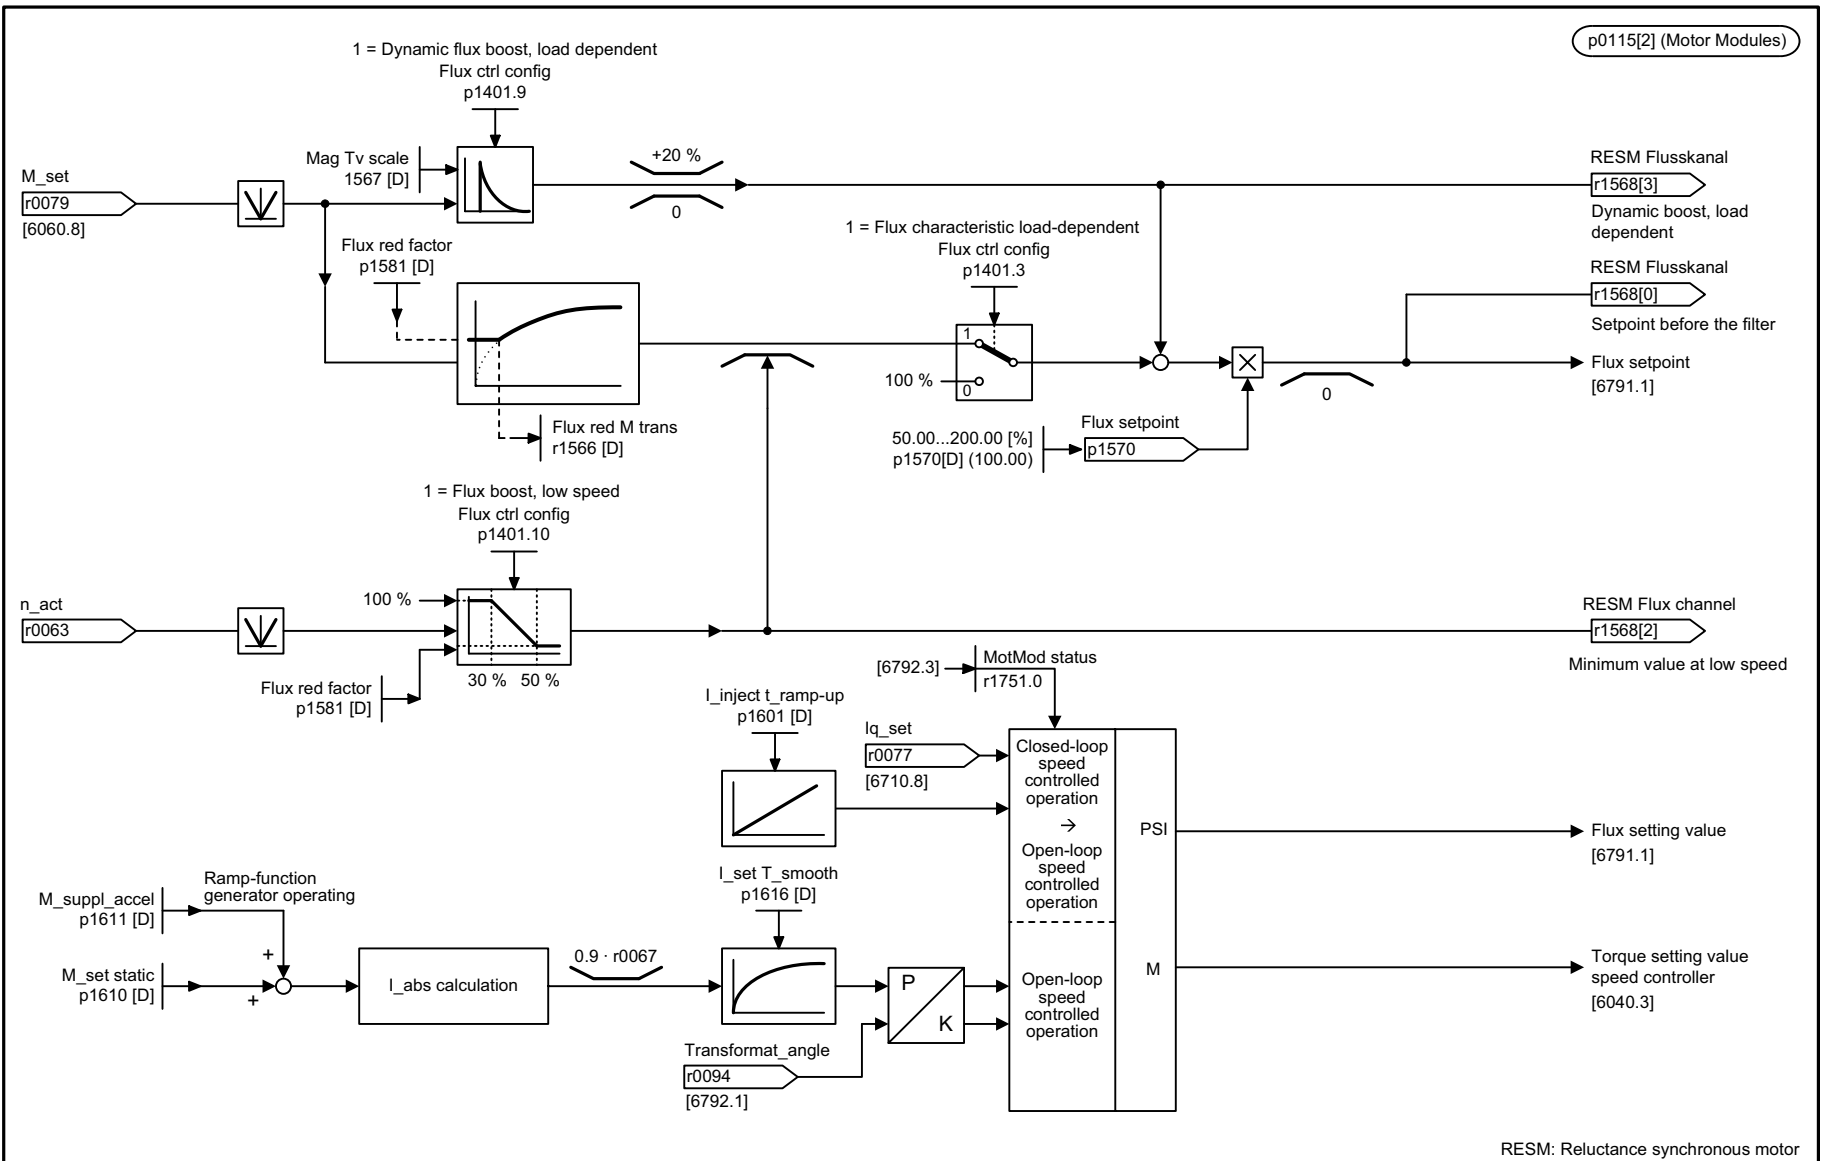 p0115[2] (Motor Modules)
1 = Dynamic flux boost, load dependent
Flux ctrl config
p1401.9
Mag Tv scale
1567 [D]
+20 %
0
M_set
r0079
[6060.8]
RESM Flusskanal
r1568[3]
Dynamic boost, load
dependent
Flux red factor
p1581 [D]
1 = Flux characteristic load-dependent
Flux ctrl config
p1401.3
RESM Flusskanal
r1568[0]
Setpoint before the filter
1
100 %
0
Flux setpoint
[6791.1]
0
Flux red M trans
r1566 [D]
50.00...200.00 [%]
p1570[D] (100.00)
Flux setpoint
p1570
1 = Flux boost, low speed
Flux ctrl config
p1401.10
n_act
r0063
100 %
30 %
50 %
Flux red factor
p1581 [D]
RESM Flux channel
r1568[2]
Minimum value at low speed
[6792.3]
MotMod status
r1751.0
I_inject t_ramp-up
p1601 [D]
Iq_set
r0077
[6710.8]
Closed-loop
speed
controlled
operation
→
Open-loop
speed
controlled
operation
PSI
Flux setting value
[6791.1]
I_set T_smooth
p1616 [D]
M_suppl_accel
p1611 [D]
Ramp-function
generator operating
+
M_set static
p1610 [D]
+
I_abs calculation
0.9 · r0067
P
K
Open-loop
speed
controlled
operation
M
Torque setting value
speed controller
[6040.3]
Transformat_angle
r0094
[6792.1]
RESM: Reluctance synchronous motor